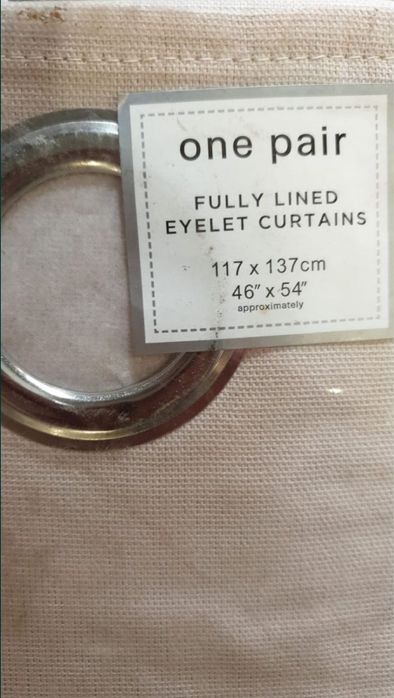 one pair
FULLY LINED
EYELET CURTAINS
117 x 137cm
46” x 54”
approximately